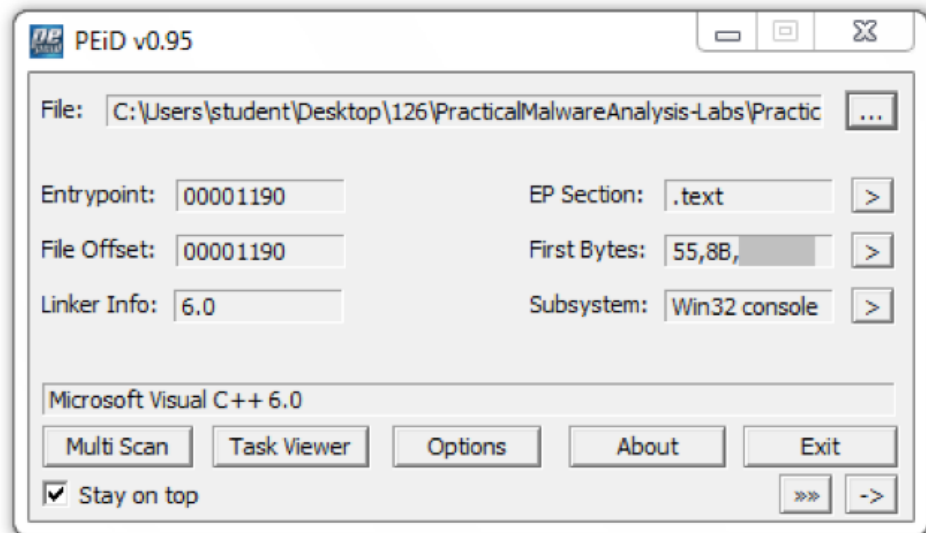 PEiD v0.95
File: C:\Users\student\Desktop\126\PracticalMalwareAnalysis-Labs\Practic ...
Entrypoint: 00001190 EP Section: .text >
File Offset: 00001190 First Bytes: 55,8B, >
Linker Info: 6.0 Subsystem: Win32 console >
Microsoft Visual C++ 6.0
Multi Scan Task Viewer Options About Exit
Stay on top »» ->